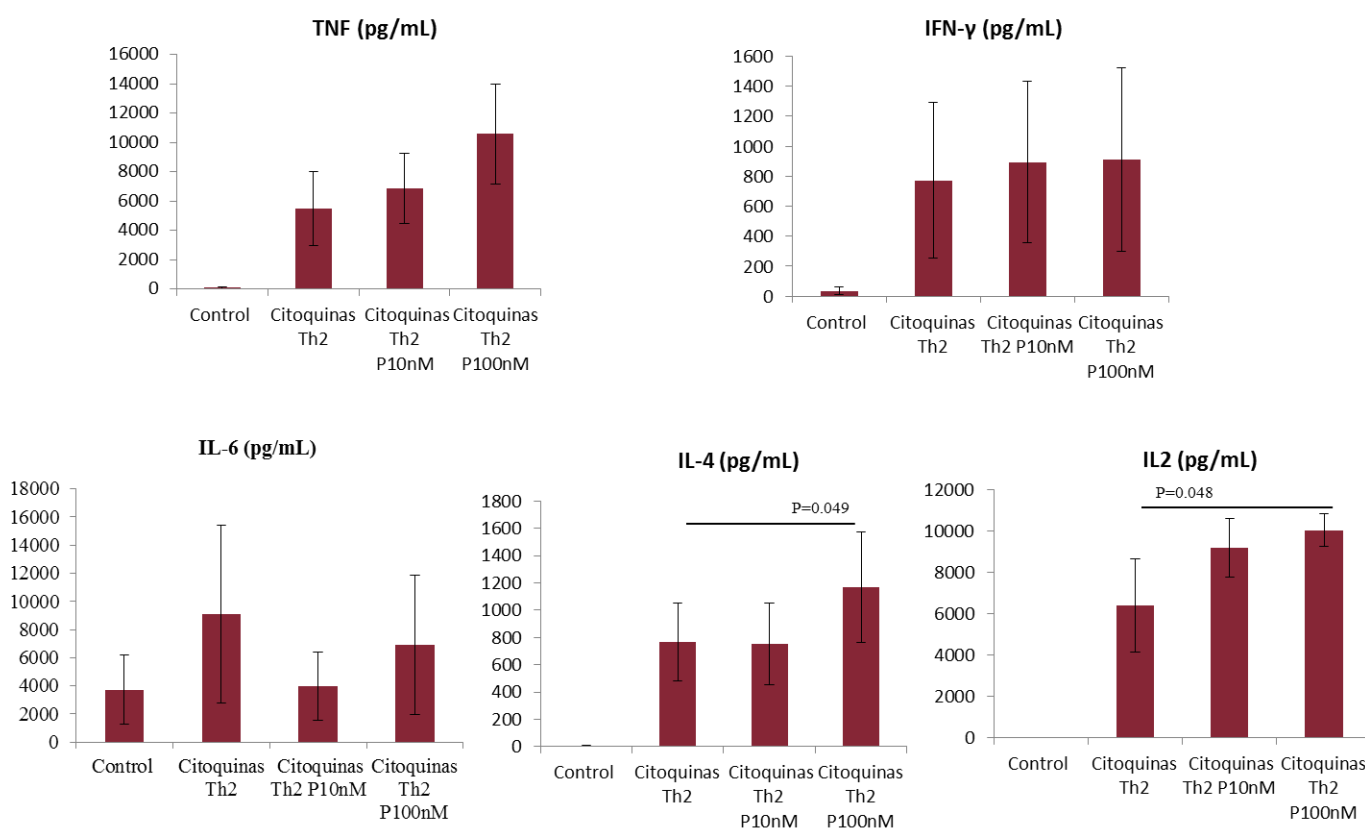 TNF (pg/mL)
16000
14000
12000
10000
8000
6000
4000
2000
0
Control
Citoquinas
Th2
Citoquinas
Th2
P10nM
Citoquinas
Th2
P100nM
IFN-γ (pg/mL)
1600
1400
1200
1000
800
600
400
200
0
Control
Citoquinas
Th2
Citoquinas
Th2 P10nM
Citoquinas
Th2
P100nM
IL-6 (pg/mL)
18000
16000
14000
12000
10000
8000
6000
4000
2000
0
Control
Citoquinas
Th2
Citoquinas
Th2 P10nM
Citoquinas
Th2
P100nM
IL-4 (pg/mL)
P=0.049
1800
1600
1400
1200
1000
800
600
400
200
0
Control
Citoquinas
Th2
Citoquinas
Th2
P10nM
Citoquinas
Th2
P100nM
IL2 (pg/mL)
P=0.048
12000
10000
8000
6000
4000
2000
0
Control
Citoquinas
Th2
Citoquinas
Th2 P10nM
Citoquinas
Th2
P100nM